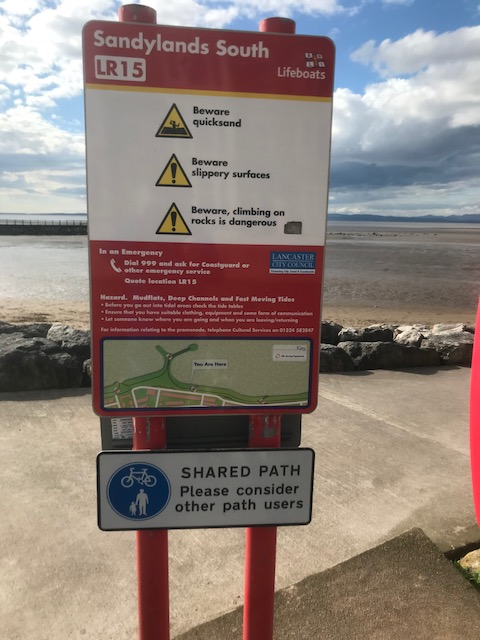 Sandylands South
LR15
Lifeboats
Beware
quicksand
Beware
slippery surfaces
Beware, climbing on
rocks is dangerous
In an Emergency
Dial 999 and ask for Coastguard or
other emergency service
Quote location LR15
LANCASTER
CITY COUNCIL
Hazard. Mudflats, Deep Channels and Fast Moving Tides
• Before you go out into tidal areas check the tide tables
• Ensure that you have suitable clothing, equipment and some form of communication
• Let someone know where you are going and when you are leaving/returning
For information relating to the promenade, telephone Cultural Services on 01524 582847
You Are Here
Key
SHARED PATH
Please consider
other path users